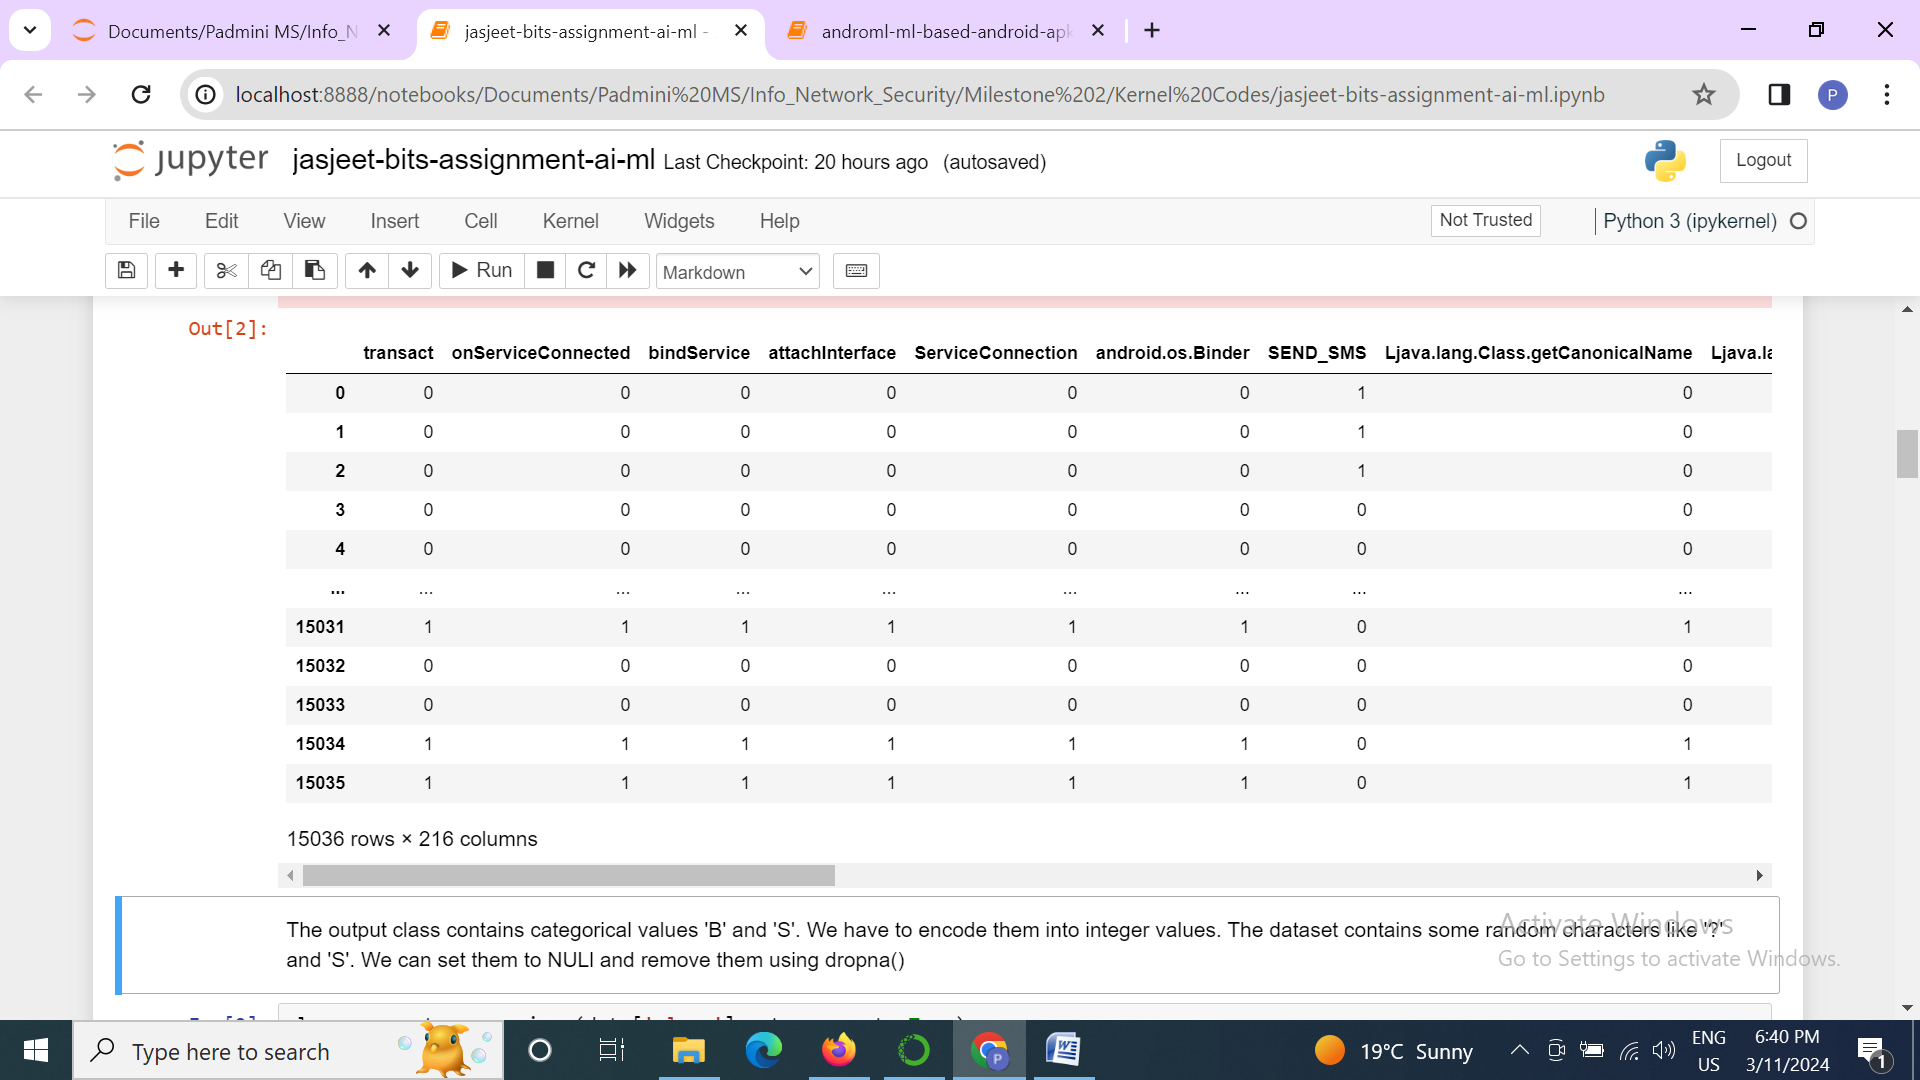 Documents/Padmini MS/Info_N
jasjeet-bits-assignment-ai-ml -
androml-ml-based-android-apk
localhost:8888/notebooks/Documents/Padmini%20MS/Info_Network_Security/Milestone%202/Kernel%20Codes/jasjeet-bits-assignment-ai-ml.ipynb
P
jupyter jasjeet-bits-assignment-ai-ml Last Checkpoint: 20 hours ago (autosaved)
Logout
File Edit View Insert Cell Kernel Widgets Help
Not Trusted
Python 3 (ipykernel)
Run
Markdown
Out[2]:
transact onServiceConnected bindService attachInterface ServiceConnection android.os.Binder SEND_SMS Ljava.lang.Class.getCanonicalName Ljava.la
0 0 0 0 0 0 0 1 0
1 0 0 0 0 0 0 1 0
2 0 0 0 0 0 0 1 0
3 0 0 0 0 0 0 0 0
4 0 0 0 0 0 0 0 0
... ... ... ... ... ... ... ... ...
15031 1 1 1 1 1 1 0 1
15032 0 0 0 0 0 0 0 0
15033 0 0 0 0 0 0 0 0
15034 1 1 1 1 1 1 0 1
15035 1 1 1 1 1 1 0 1
15036 rows × 216 columns
The output class contains categorical values 'B' and 'S'. We have to encode them into integer values. The dataset contains some random characters like '?'
and 'S'. We can set them to NULl and remove them using dropna()
Activate Windows
Go to Settings to activate Windows.
Type here to search
P
19°C Sunny
ENG
US
6:40 PM
3/11/2024
1